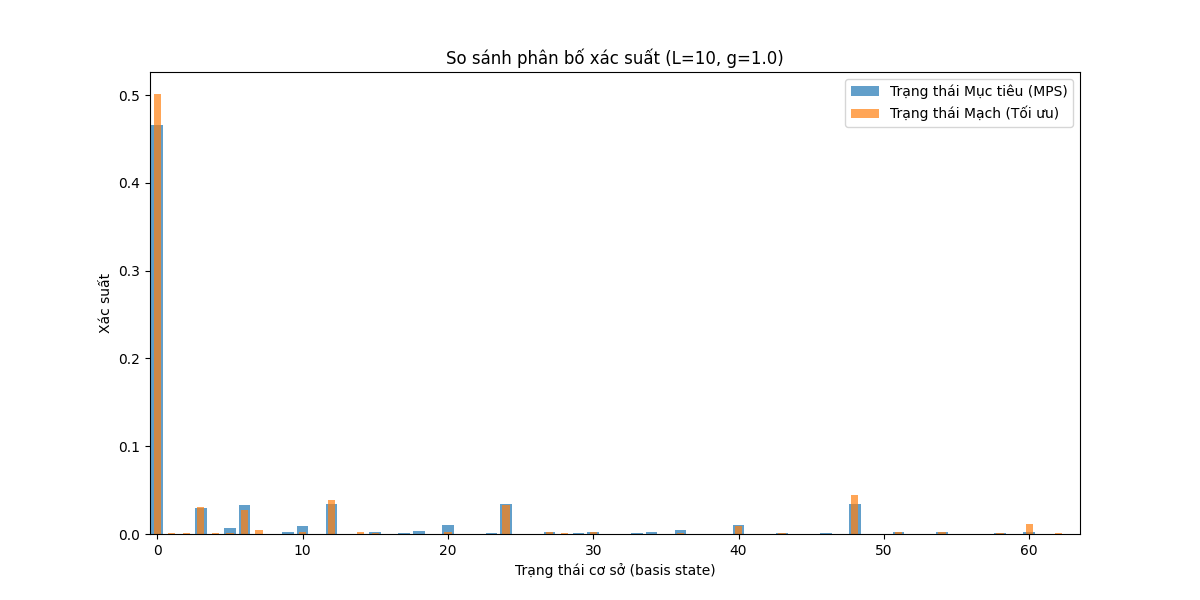 So sánh phân bố xác suất (L=10, g=1.0)
Trạng thái Mục tiêu (MPS)
Trạng thái Mạch (Tối ưu)
Xác suất
0.5
0.4
0.3
0.2
0.1
0.0
0 10 20 30 40 50 60
Trạng thái cơ sở (basis state)